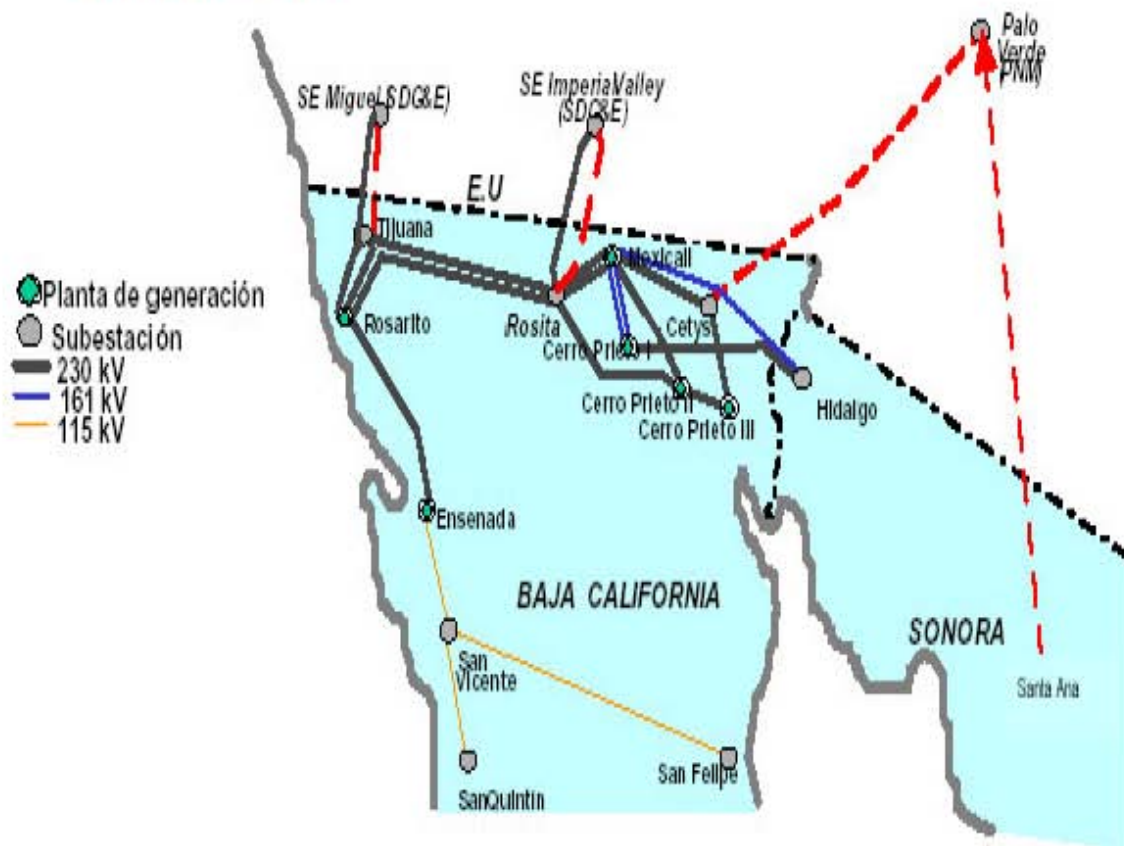 Palo
Verde
(PNM)
SE Miguel(SDG&E)
SE ImperialValley
(SDG&E)
E.U
Tijuana
Mexicali
Planta de generación
Subestación
230 kV
161 kV
115 kV
Rosarito
Rosita
Cetys
Cerro Prieto I
Hidalgo
Cerro Prieto II
Cerro Prieto III
Ensenada
BAJA CALIFORNIA
SONORA
San
Vicente
Santa Ana
San Felipe
SanQuintin